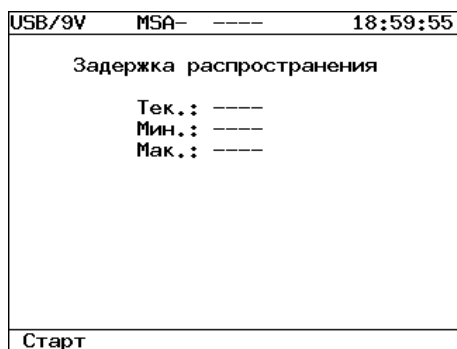 USB/9V MSA- ---- 18:59:55
Задержка распространения
Тек.: ----
Мин.: ----
Мак.: ----
Старт